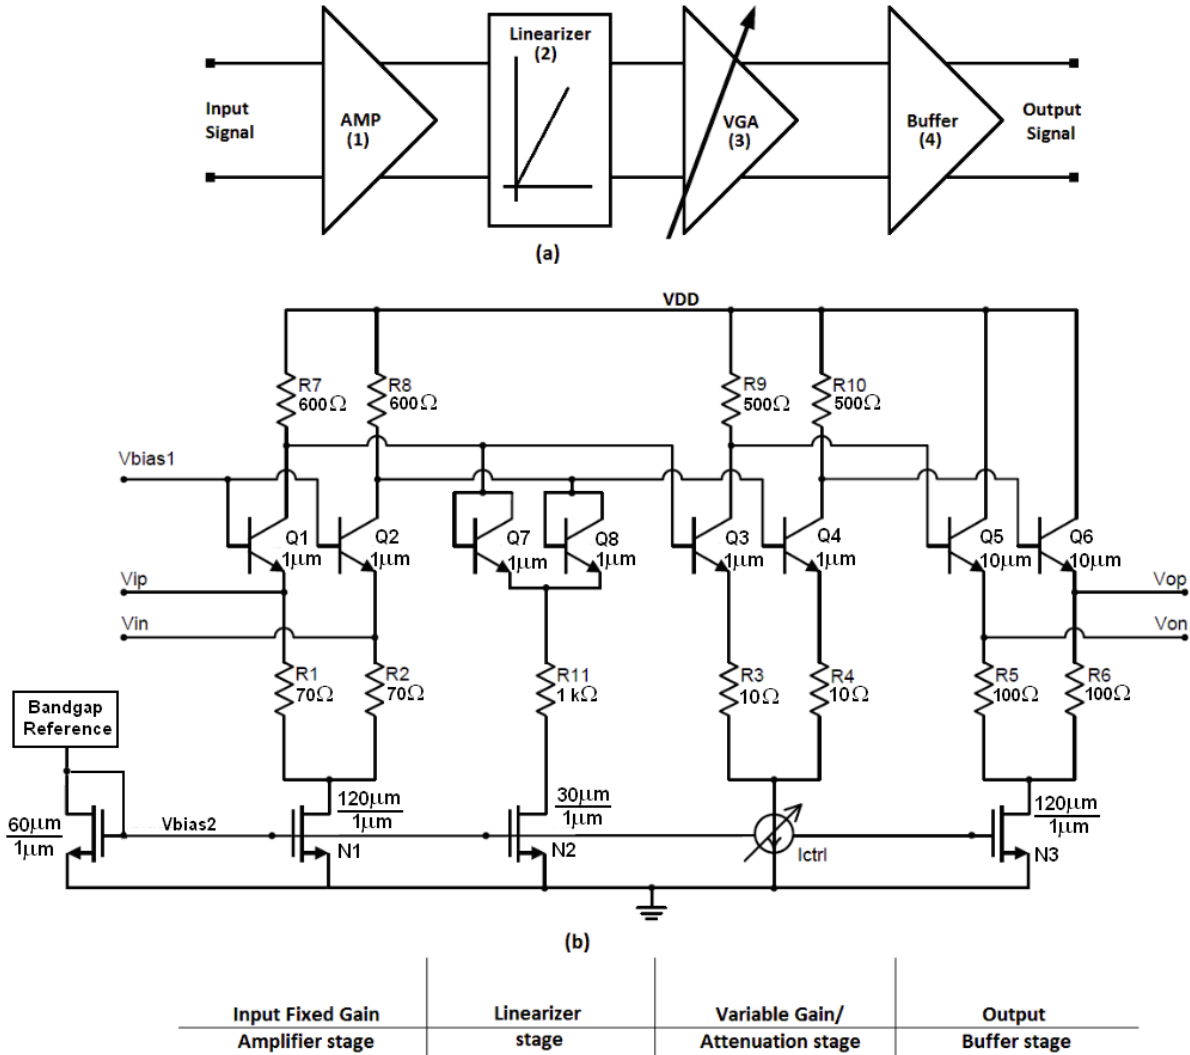 Input
Signal
AMP
(1)
Linearizer
(2)
VGA
(3)
Buffer
(4)
Output
Signal
(a)
VDD
R7
600Ω
R8
600Ω
R9
500Ω
R10
500Ω
Vbias1
Q1
1μm
Q2
1μm
Q7
1μm
Q8
1μm
Q3
1μm
Q4
1μm
Q5
10μm
Q6
10μm
Vip
Vop
Vin
Von
R1
70Ω
R2
70Ω
R11
1 kΩ
R3
10Ω
R4
10Ω
R5
100Ω
R6
100Ω
Bandgap
Reference
60μm
1μm
Vbias2
120μm
1μm
N1
30μm
1μm
N2
Ictrl
120μm
1μm
N3
(b)
Input Fixed Gain
Amplifier stage
Linearizer
stage
Variable Gain/
Attenuation stage
Output
Buffer stage